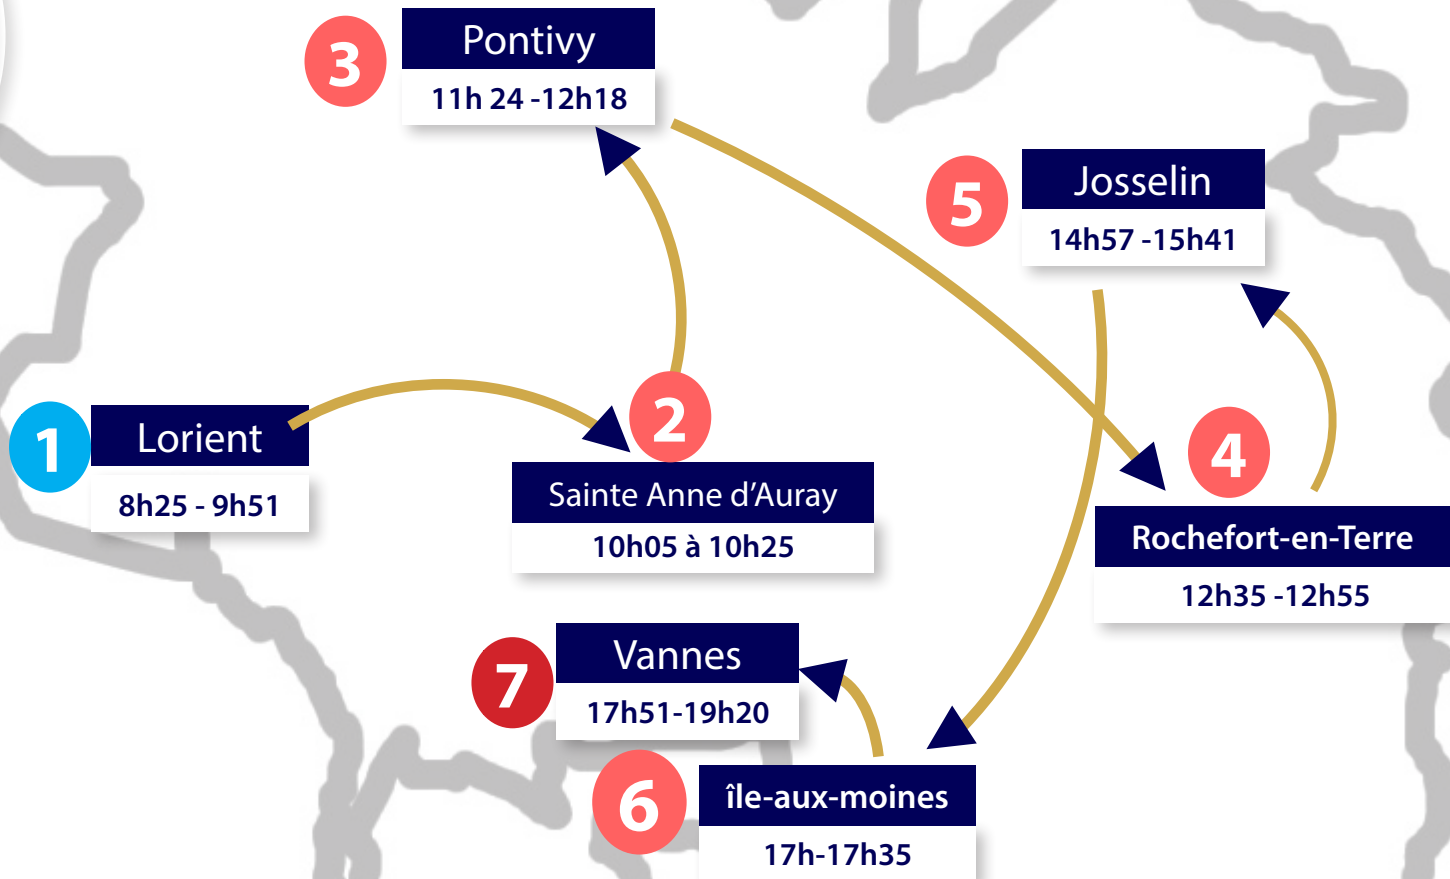 1
Lorient
8h25 - 9h51
2
Sainte Anne d’Auray
10h05 à 10h25
3
Pontivy
11h 24 -12h18
4
Rochefort-en-Terre
12h35 -12h55
5
Josselin
14h57 -15h41
6
île-aux-moines
17h-17h35
7
Vannes
17h51-19h20